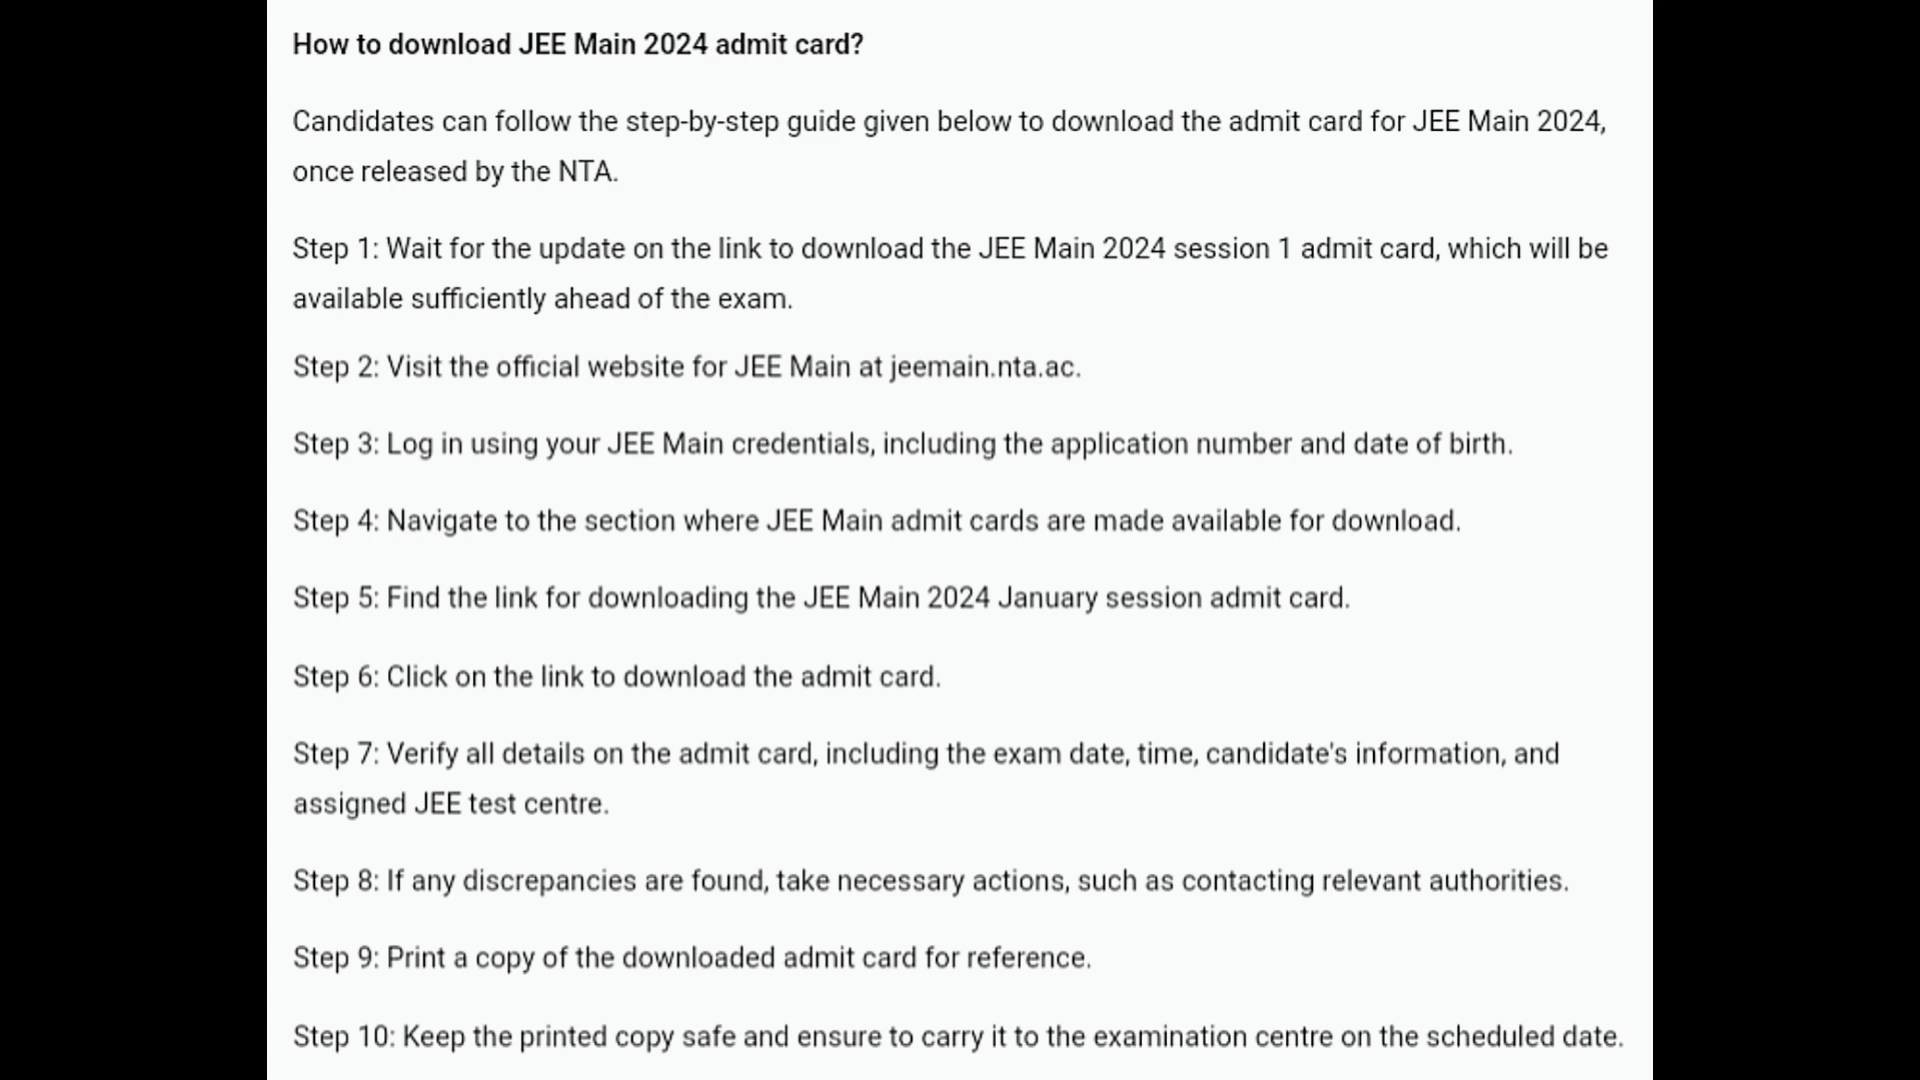 How to download JEE Main 2024 admit card?
Candidates can follow the step-by-step guide given below to download the admit card for JEE Main 2024,
once released by the NTA.
Step 1: Wait for the update on the link to download the JEE Main 2024 session 1 admit card, which will be
available sufficiently ahead of the exam.
Step 2: Visit the official website for JEE Main at jeemain.nta.ac.
Step 3: Log in using your JEE Main credentials, including the application number and date of birth.
Step 4: Navigate to the section where JEE Main admit cards are made available for download.
Step 5: Find the link for downloading the JEE Main 2024 January session admit card.
Step 6: Click on the link to download the admit card.
Step 7: Verify all details on the admit card, including the exam date, time, candidate's information, and
assigned JEE test centre.
Step 8: If any discrepancies are found, take necessary actions, such as contacting relevant authorities.
Step 9: Print a copy of the downloaded admit card for reference.
Step 10: Keep the printed copy safe and ensure to carry it to the examination centre on the scheduled date.